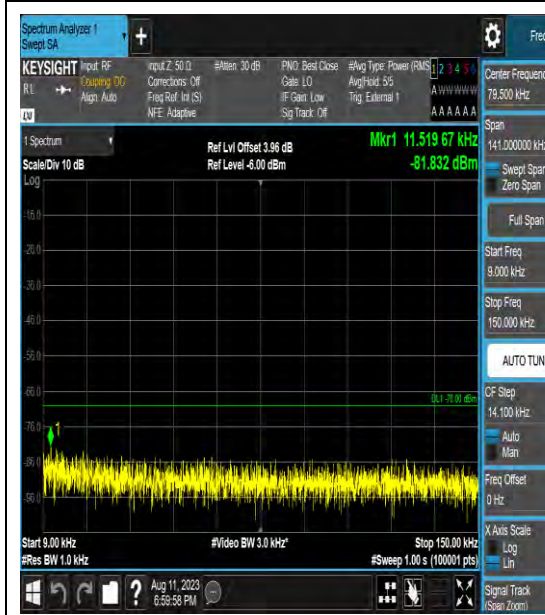 Spectrum Analyzer 1
Swept SA
+
Freq
KEYSIGHT
RL
Input: RF
Coupling: DC
Align: Auto
Input Z: 50 Ω
Corrections: Off
Freq Ref: Int (S)
NFE: Adaptive
#Atten: 30 dB
PNO: Best Close
Gate: LO
IF Gain: Low
Sig Track: Off
#Avg Type: Power (RMS
Avg|Hold: 5/5
Trig: External 1
1 2 3 4 5 6
A W W W W W
A A A A A A
LW
1 Spectrum
Scale/Div 10 dB
Log
Ref Lvl Offset 3.96 dB
Ref Level -6.00 dBm
Mkr1 11.519 67 kHz
-81.832 dBm
-16.0
-26.0
-36.0
-46.0
-56.0
-66.0
DL1 -70.00 dBm
-76.0
1
-86.0
-96.0
Start 9.00 kHz
#Res BW 1.0 kHz
#Video BW 3.0 kHz*
Stop 150.00 kHz
#Sweep 1.00 s (100001 pts)
Aug 11, 2023
6:59:58 PM
Center Frequenc
79.500 kHz
Span
141.000000 kHz
Swept Span
Zero Span
Full Span
Start Freq
9.000 kHz
Stop Freq
150.000 kHz
AUTO TUN
CF Step
14.100 kHz
Auto
Man
Freq Offset
0 Hz
X Axis Scale
Log
Lin
Signal Track
(Span Zoom)